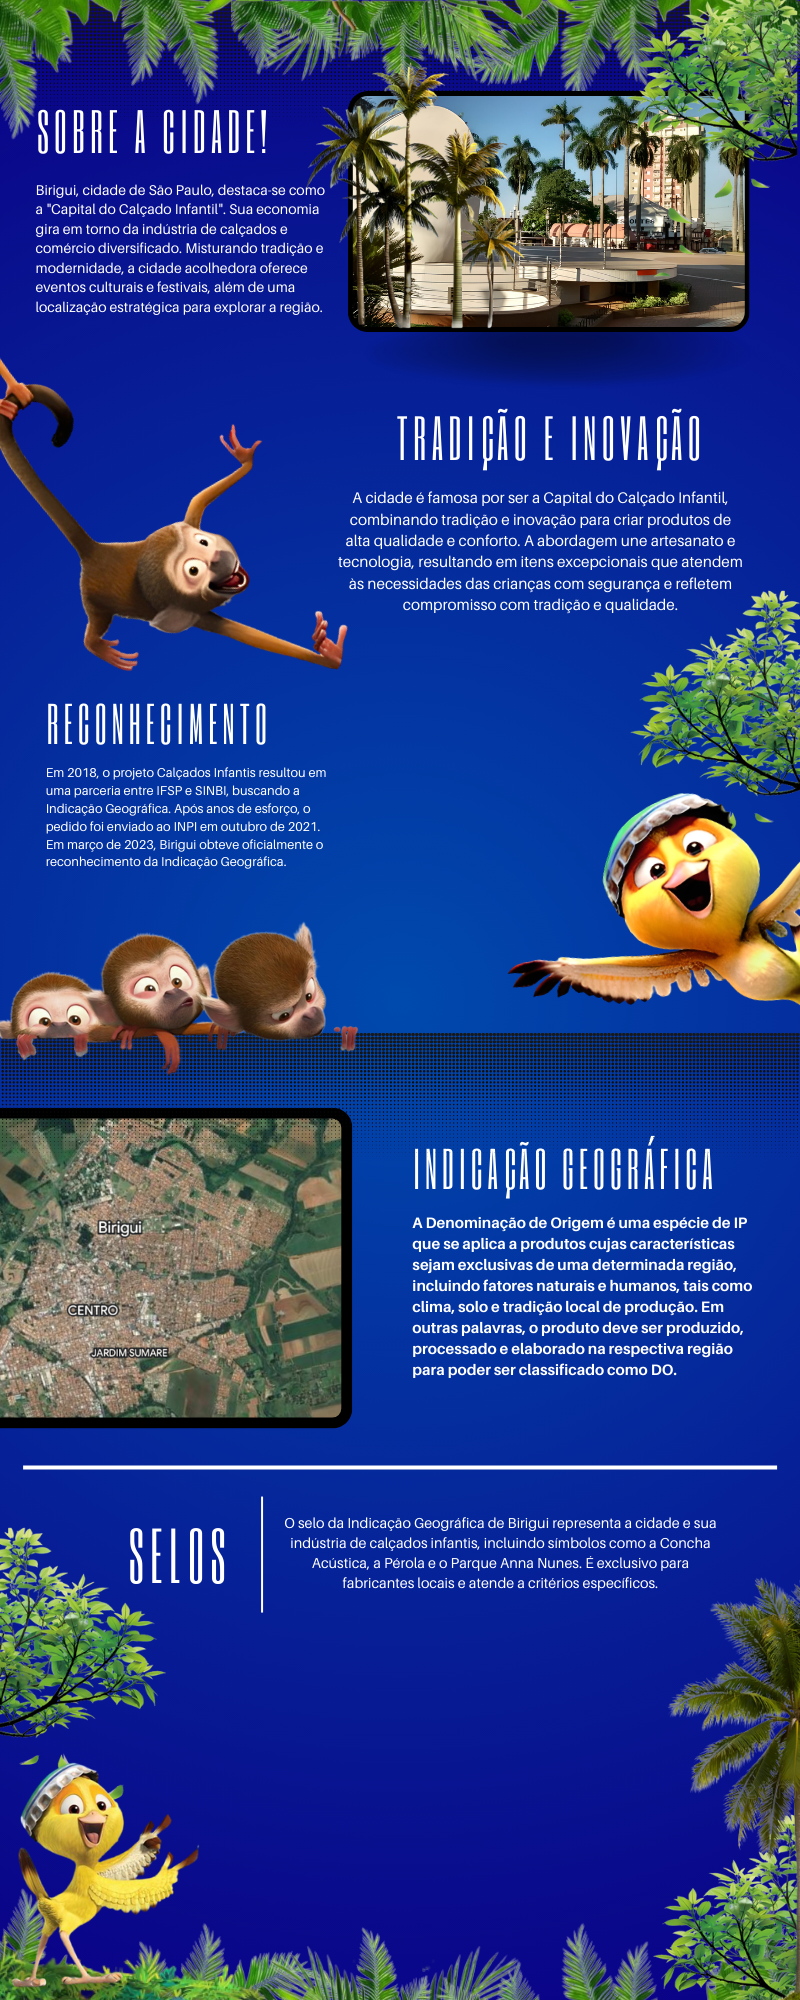 SOBRE A CIDADE!
Birigui, cidade de São Paulo, destaca-se como
a "Capital do Calçado Infantil". Sua economia
gira em torno da indústria de calçados e
comércio diversificado. Misturando tradição e
modernidade, a cidade acolhedora oferece
eventos culturais e festivais, além de uma
localização estratégica para explorar a região.
TRADIÇÃO E INOVAÇÃO
A cidade é famosa por ser a Capital do Calçado Infantil,
combinando tradição e inovação para criar produtos de
alta qualidade e conforto. A abordagem une artesanato e
tecnologia, resultando em itens excepcionais que atendem
às necessidades das crianças com segurança e refletem
compromisso com tradição e qualidade.
RECONHECIMENTO
Em 2018, o projeto Calçados Infantis resultou em
uma parceria entre IFSP e SINBI, buscando a
Indicação Geográfica. Após anos de esforço, o
pedido foi enviado ao INPI em outubro de 2021.
Em março de 2023, Birigui obteve oficialmente o
reconhecimento da Indicação Geográfica.
Birigui
CENTRO
JARDIM SUMARE
INDICAÇÃO GEOGRÁFICA
A Denominação de Origem é uma espécie de IP
que se aplica a produtos cujas características
sejam exclusivas de uma determinada região,
incluindo fatores naturais e humanos, tais como
clima, solo e tradição local de produção. Em
outras palavras, o produto deve ser produzido,
processado e elaborado na respectiva região
para poder ser classificado como DO.
SELOS
O selo da Indicação Geográfica de Birigui representa a cidade e sua
indústria de calçados infantis, incluindo símbolos como a Concha
Acústica, a Pérola e o Parque Anna Nunes. É exclusivo para
fabricantes locais e atende a critérios específicos.